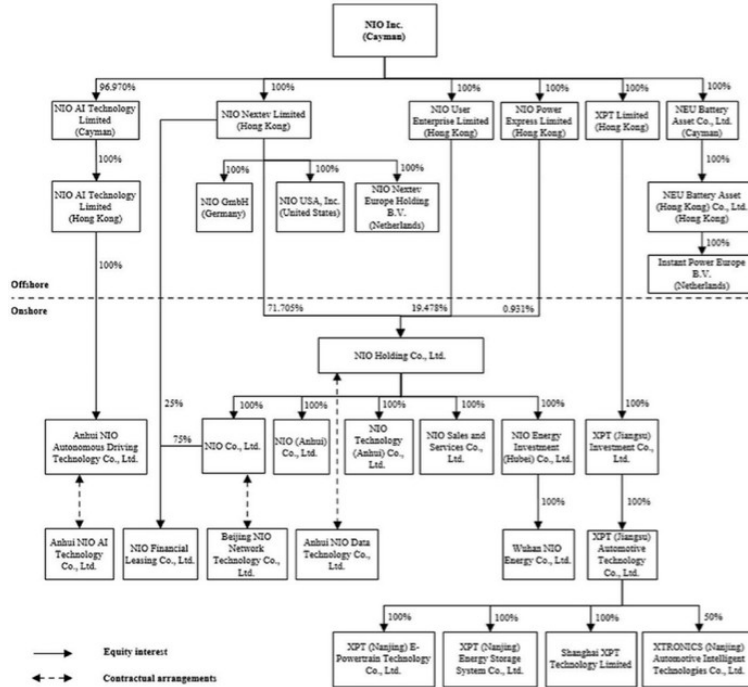 NIO Inc.
(Cayman)
96.970%
100%
100%
100%
100%
100%
NIO AI Technology
Limited
(Cayman)
NIO Nextev Limited
(Hong Kong)
NIO User
Enterprise Limited
(Hong Kong)
NIO Power
Express Limited
(Hong Kong)
XPT Limited
(Hong Kong)
NEU Battery
Asset Co., Ltd.
(Cayman)
100%
100%
100%
100%
100%
NIO AI Technology
Limited
(Hong Kong)
NIO GmbH
(Germany)
NIO USA, Inc.
(United States)
NIO Nextev
Europe Holding
B.V.
(Netherlands)
NEU Battery Asset
(Hong Kong) Co., Ltd.
(Hong Kong)
100%
100%
Instant Power Europe
B.V.
(Netherlands)
Offshore
Onshore
71.705%
19.478%
0.931%
100%
NIO Holding Co., Ltd.
25%
75%
100%
100%
100%
100%
100%
Anhui NIO
Autonomous Driving
Technology Co., Ltd.
NIO Co., Ltd.
NIO (Anhui)
Co., Ltd.
NIO
Technology
(Anhui) Co., Ltd.
NIO Sales and
Services Co.,
Ltd.
NIO Energy
Investment
(Hubei) Co., Ltd.
XPT (Jiangsu)
Investment Co.,
Ltd.
100%
100%
Anhui NIO AI
Technology
Co., Ltd.
NIO Financial
Leasing Co., Ltd.
Beijing NIO
Network
Technology Co.,
Ltd.
Anhui NIO Data
Technology Co.,
Ltd.
Wuhan NIO
Energy Co., Ltd.
XPT (Jiangsu)
Automotive
Technology
Co., Ltd.
100%
100%
100%
50%
XPT (Nanjing) E-
Powertrain Technology
Co., Ltd.
XPT (Nanjing)
Energy Storage
System Co., Ltd.
Shanghai XPT
Technology Limited
XTRONICS (Nanjing)
Automotive Intelligent
Technologies Co., Ltd.
Equity interest
Contractual arrangements